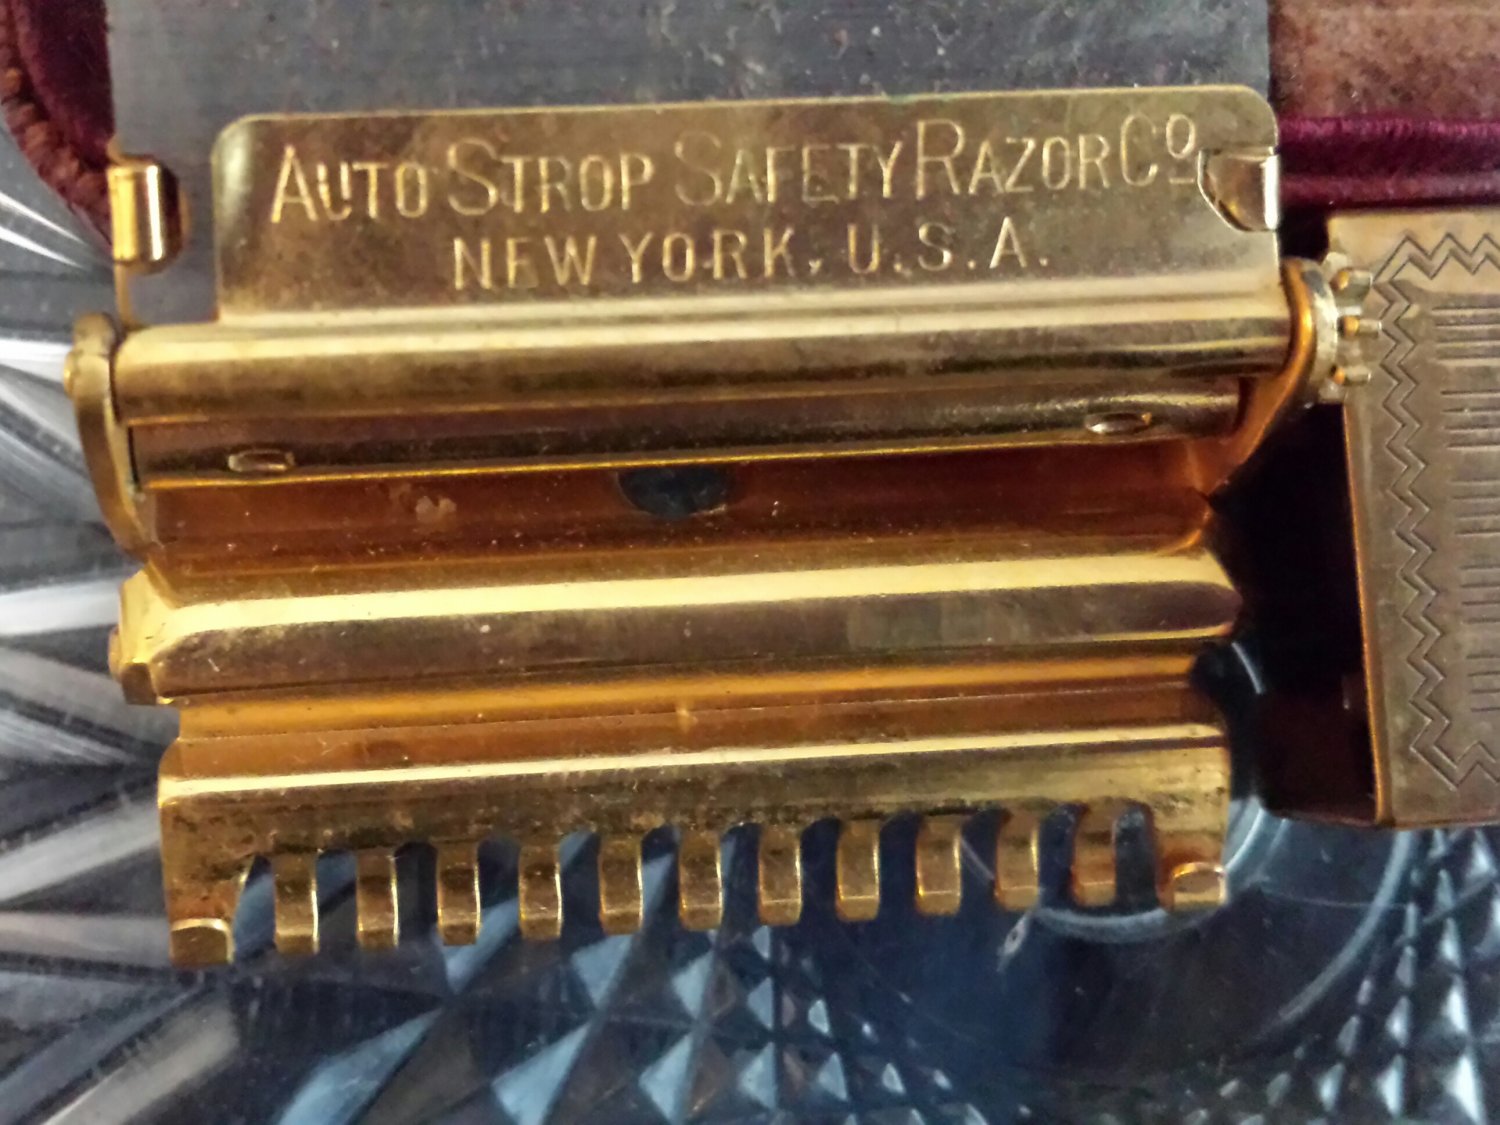 AUTO STROP SAFETY RAZOR Cº
NEW YORK, U.S.A.